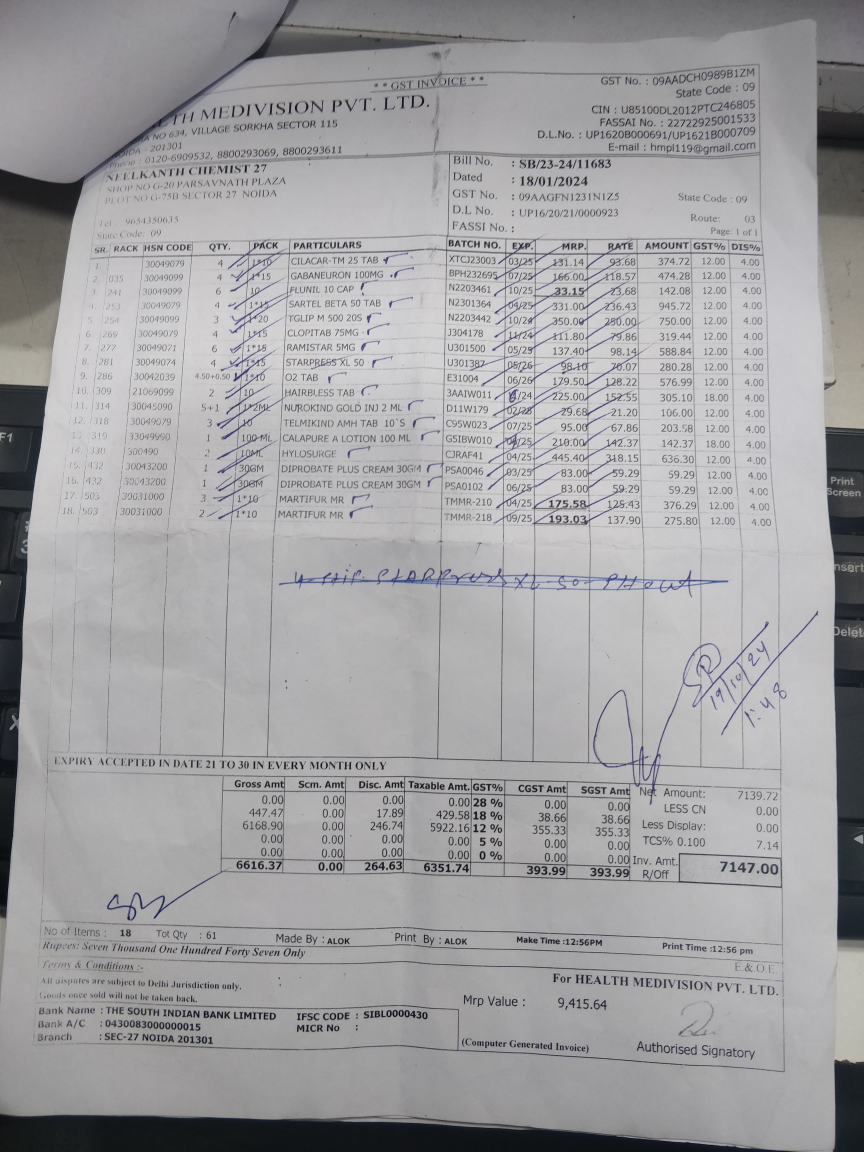 ** GST INVOICE **
GST No. : 09AADCH0989B1ZM
State Code : 09
MEDIVISION PVT. LTD.
CIN : U85100DL2012PTC246805
NO 634, VILLAGE SORKHA SECTOR 115
FASSAI No. : 22722925001533
- 201301
D.L.No. : UP1620B000691/UP1621B000709
: 0120-6909532, 8800293069, 8800293611
E-mail : hmpl119@gmail.com
NEELKANTH CHEMIST 27
Bill No. : SB/23-24/11683
SHOP NO G-20 PARSAVNATH PLAZA
Dated : 18/01/2024
PLOT NO G-75B SECTOR 27 NOIDA
GST No. : 09AAGFN1231N1Z5 State Code : 09
D.L No. : UP16/20/21/0000923 Route: 03
Tel : 9654350635
FASSI No. : Page: 1 of 1
State Code: 09
SR. RACK HSN CODE QTY. PACK PARTICULARS BATCH NO. EXP. MRP. RATE AMOUNT GST% DIS%
1. 30049079 4 1*10 CILACAR-TM 25 TAB XTCJ23003 03/25 131.14 93.68 374.72 12.00 4.00
2. 035 30049099 4 1*15 GABANEURON 100MG BPH232695 07/25 166.00 118.57 474.28 12.00 4.00
3. 241 30049099 6 10 FLUNIL 10 CAP N2203461 10/25 33.15 23.68 142.08 12.00 4.00
4. 253 30049079 4 1*15 SARTEL BETA 50 TAB N2301364 04/25 331.00 236.43 945.72 12.00 4.00
5. 254 30049099 3 1*20 TGLIP M 500 20S N2203442 10/24 350.00 250.00 750.00 12.00 4.00
6. 269 30049079 4 1*15 CLOPITAB 75MG J304178 11/24 111.80 79.86 319.44 12.00 4.00
7. 277 30049071 6 1*15 RAMISTAR 5MG U301500 05/25 137.40 98.14 588.84 12.00 4.00
8. 281 30049074 4 1*15 STARPRESS XL 50 U301387 05/26 98.10 70.07 280.28 12.00 4.00
9. 286 30042039 4.50+0.50 1*10 O2 TAB E31004 06/26 179.50 128.22 576.99 12.00 4.00
10. 309 21069099 2 10 HAIRBLESS TAB 3AAIW011 /24 225.00 152.55 305.10 18.00 4.00
11. 314 30045090 5+1 1*2ML NUROKIND GOLD INJ 2 ML D11W179 02/25 29.68 21.20 106.00 12.00 4.00
12. 318 30049079 3 10 TELMIKIND AMH TAB 10`S C95W023 07/25 95.00 67.86 203.58 12.00 4.00
13. 319 33049990 1 100 ML CALAPURE A LOTION 100 ML G5IBW010 /25 210.00 142.37 142.37 18.00 4.00
14. 330 300490 2 10ML HYLOSURGE CJRAF41 04/25 445.40 318.15 636.30 12.00 4.00
15. 432 30043200 1 30GM DIPROBATE PLUS CREAM 30GM PSA0046 03/25 83.00 59.29 59.29 12.00 4.00
16. 432 30043200 1 30GM DIPROBATE PLUS CREAM 30GM PSA0102 06/25 83.00 59.29 59.29 12.00 4.00
17. 503 30031000 3 1*10 MARTIFUR MR TMMR-210 04/25 175.58 125.43 376.29 12.00 4.00
18. 503 30031000 2 1*10 MARTIFUR MR TMMR-218 09/25 193.03 137.90 275.80 12.00 4.00
XL 50
1:48
EXPIRY ACCEPTED IN DATE 21 TO 30 IN EVERY MONTH ONLY
Gross Amt Scm. Amt Disc. Amt Taxable Amt. GST% CGST Amt SGST Amt Net Amount: 7139.72
0.00 0.00 0.00 0.00 28 % 0.00 0.00 LESS CN 0.00
447.47 0.00 17.89 429.58 18 % 38.66 38.66
6168.90 0.00 246.74 5922.16 12 % 355.33 355.33 Less Display: 0.00
0.00 0.00 0.00 0.00 5 % 0.00 0.00 TCS% 0.100 7.14
0.00 0.00 0.00 0.00 0 % 0.00 0.00 Inv. Amt. 7147.00
6616.37 0.00 264.63 6351.74 393.99 393.99 R/Off
No of Items : 18 Tot Qty : 61 Made By : ALOK Print By : ALOK Make Time :12:56PM Print Time :12:56 pm
Rupees: Seven Thousand One Hundred Forty Seven Only
E.& O.E.
Terms & Conditions :-
For HEALTH MEDIVISION PVT. LTD.
All disputes are subject to Delhi Jurisdiction only.
Goods once sold will not be taken back.
Mrp Value : 9,415.64
Bank Name : THE SOUTH INDIAN BANK LIMITED IFSC CODE : SIBL0000430
Bank A/C : 0430083000000015 MICR No :
Branch : SEC-27 NOIDA 201301
(Computer Generated Invoice) Authorised Signatory